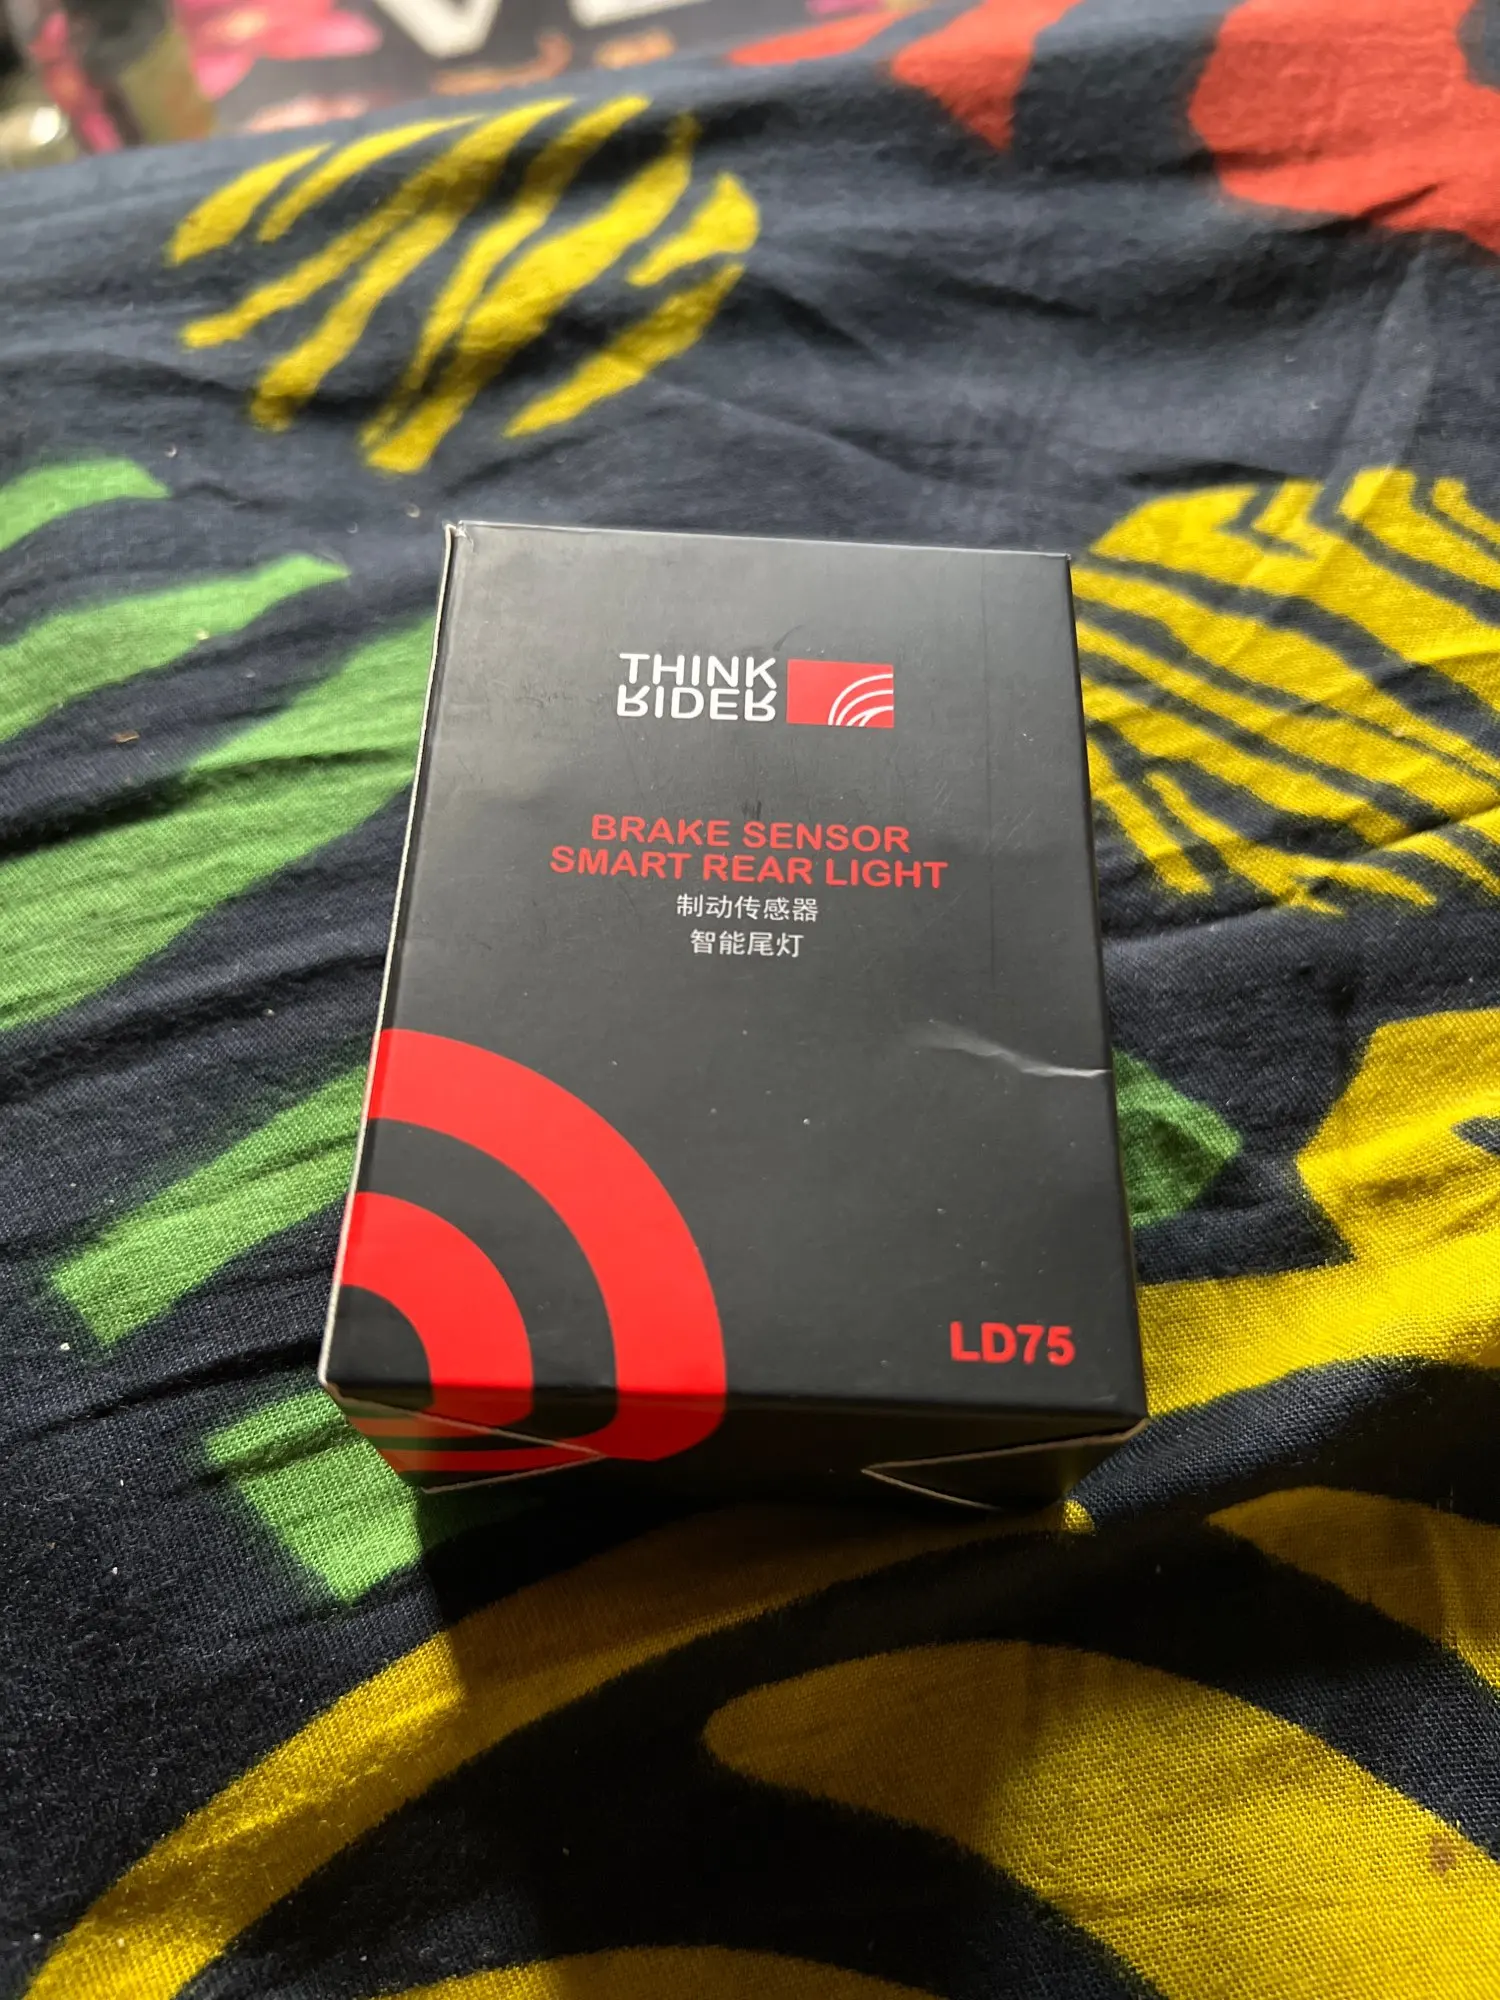 THINK
RIDER
BRAKE SENSOR
SMART REAR LIGHT
制动传感器
智能尾灯
LD75